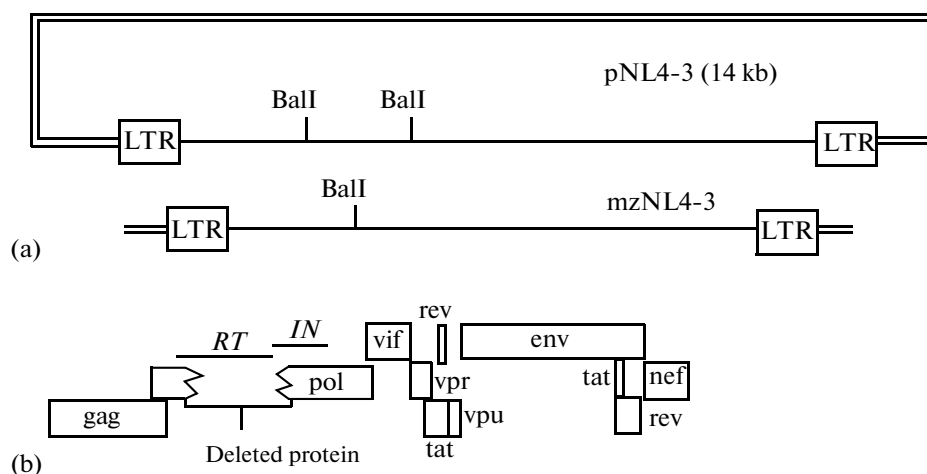 pNL4-3 (14 kb)
BalI BalI
LTR LTR
BalI mzNL4-3
LTR LTR
(a)
rev
RT IN vif env
tat nef
pol vpr
gag vpu rev
Deleted protein tat
(b)